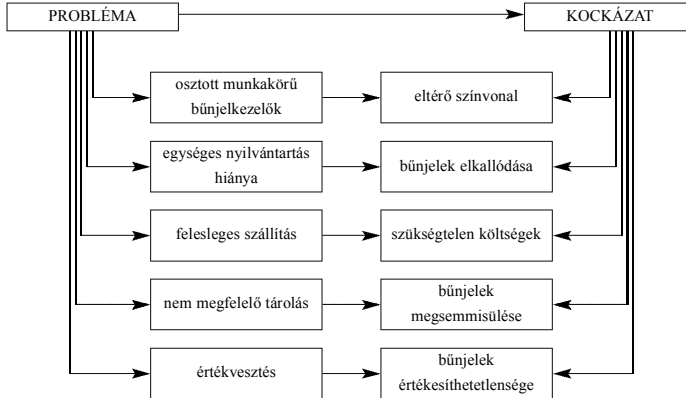 PROBLÉMA
KOCKÁZAT
osztott munkakörű
bűnjelkezelők
eltérő színvonal
egységes nyilvántartás
hiánya
bűnjelek elkallódása
felesleges szállítás
szükségtelen költségek
nem megfelelő tárolás
bűnjelek
megsemmisülése
értékvesztés
bűnjelek
értékesíthetetlensége